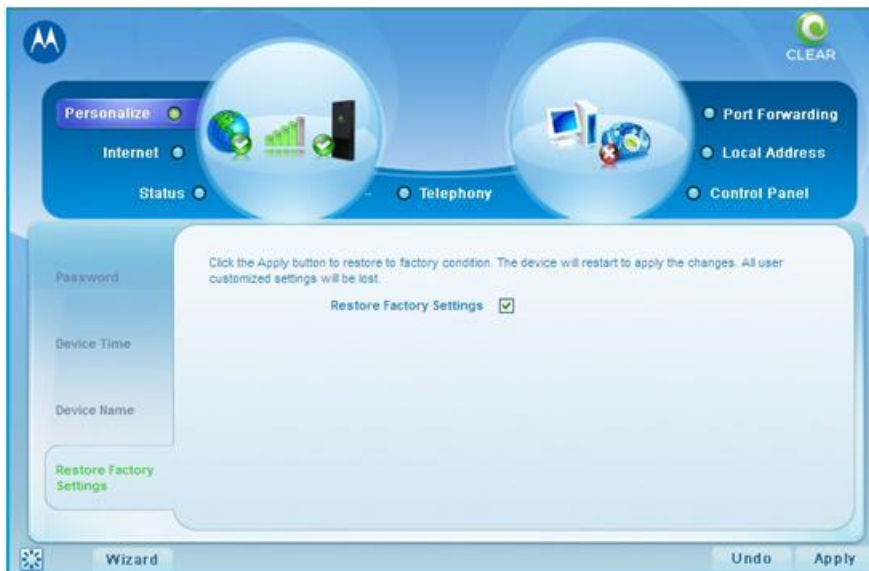 CLEAR
Personalize
Internet
Status
Telephony
Port Forwarding
Local Address
Control Panel
Password
Device Time
Device Name
Restore Factory
Settings
Click the Apply button to restore to factory condition. The device will restart to apply the changes. All user
customized settings will be lost.
Restore Factory Settings
Wizard
Undo
Apply